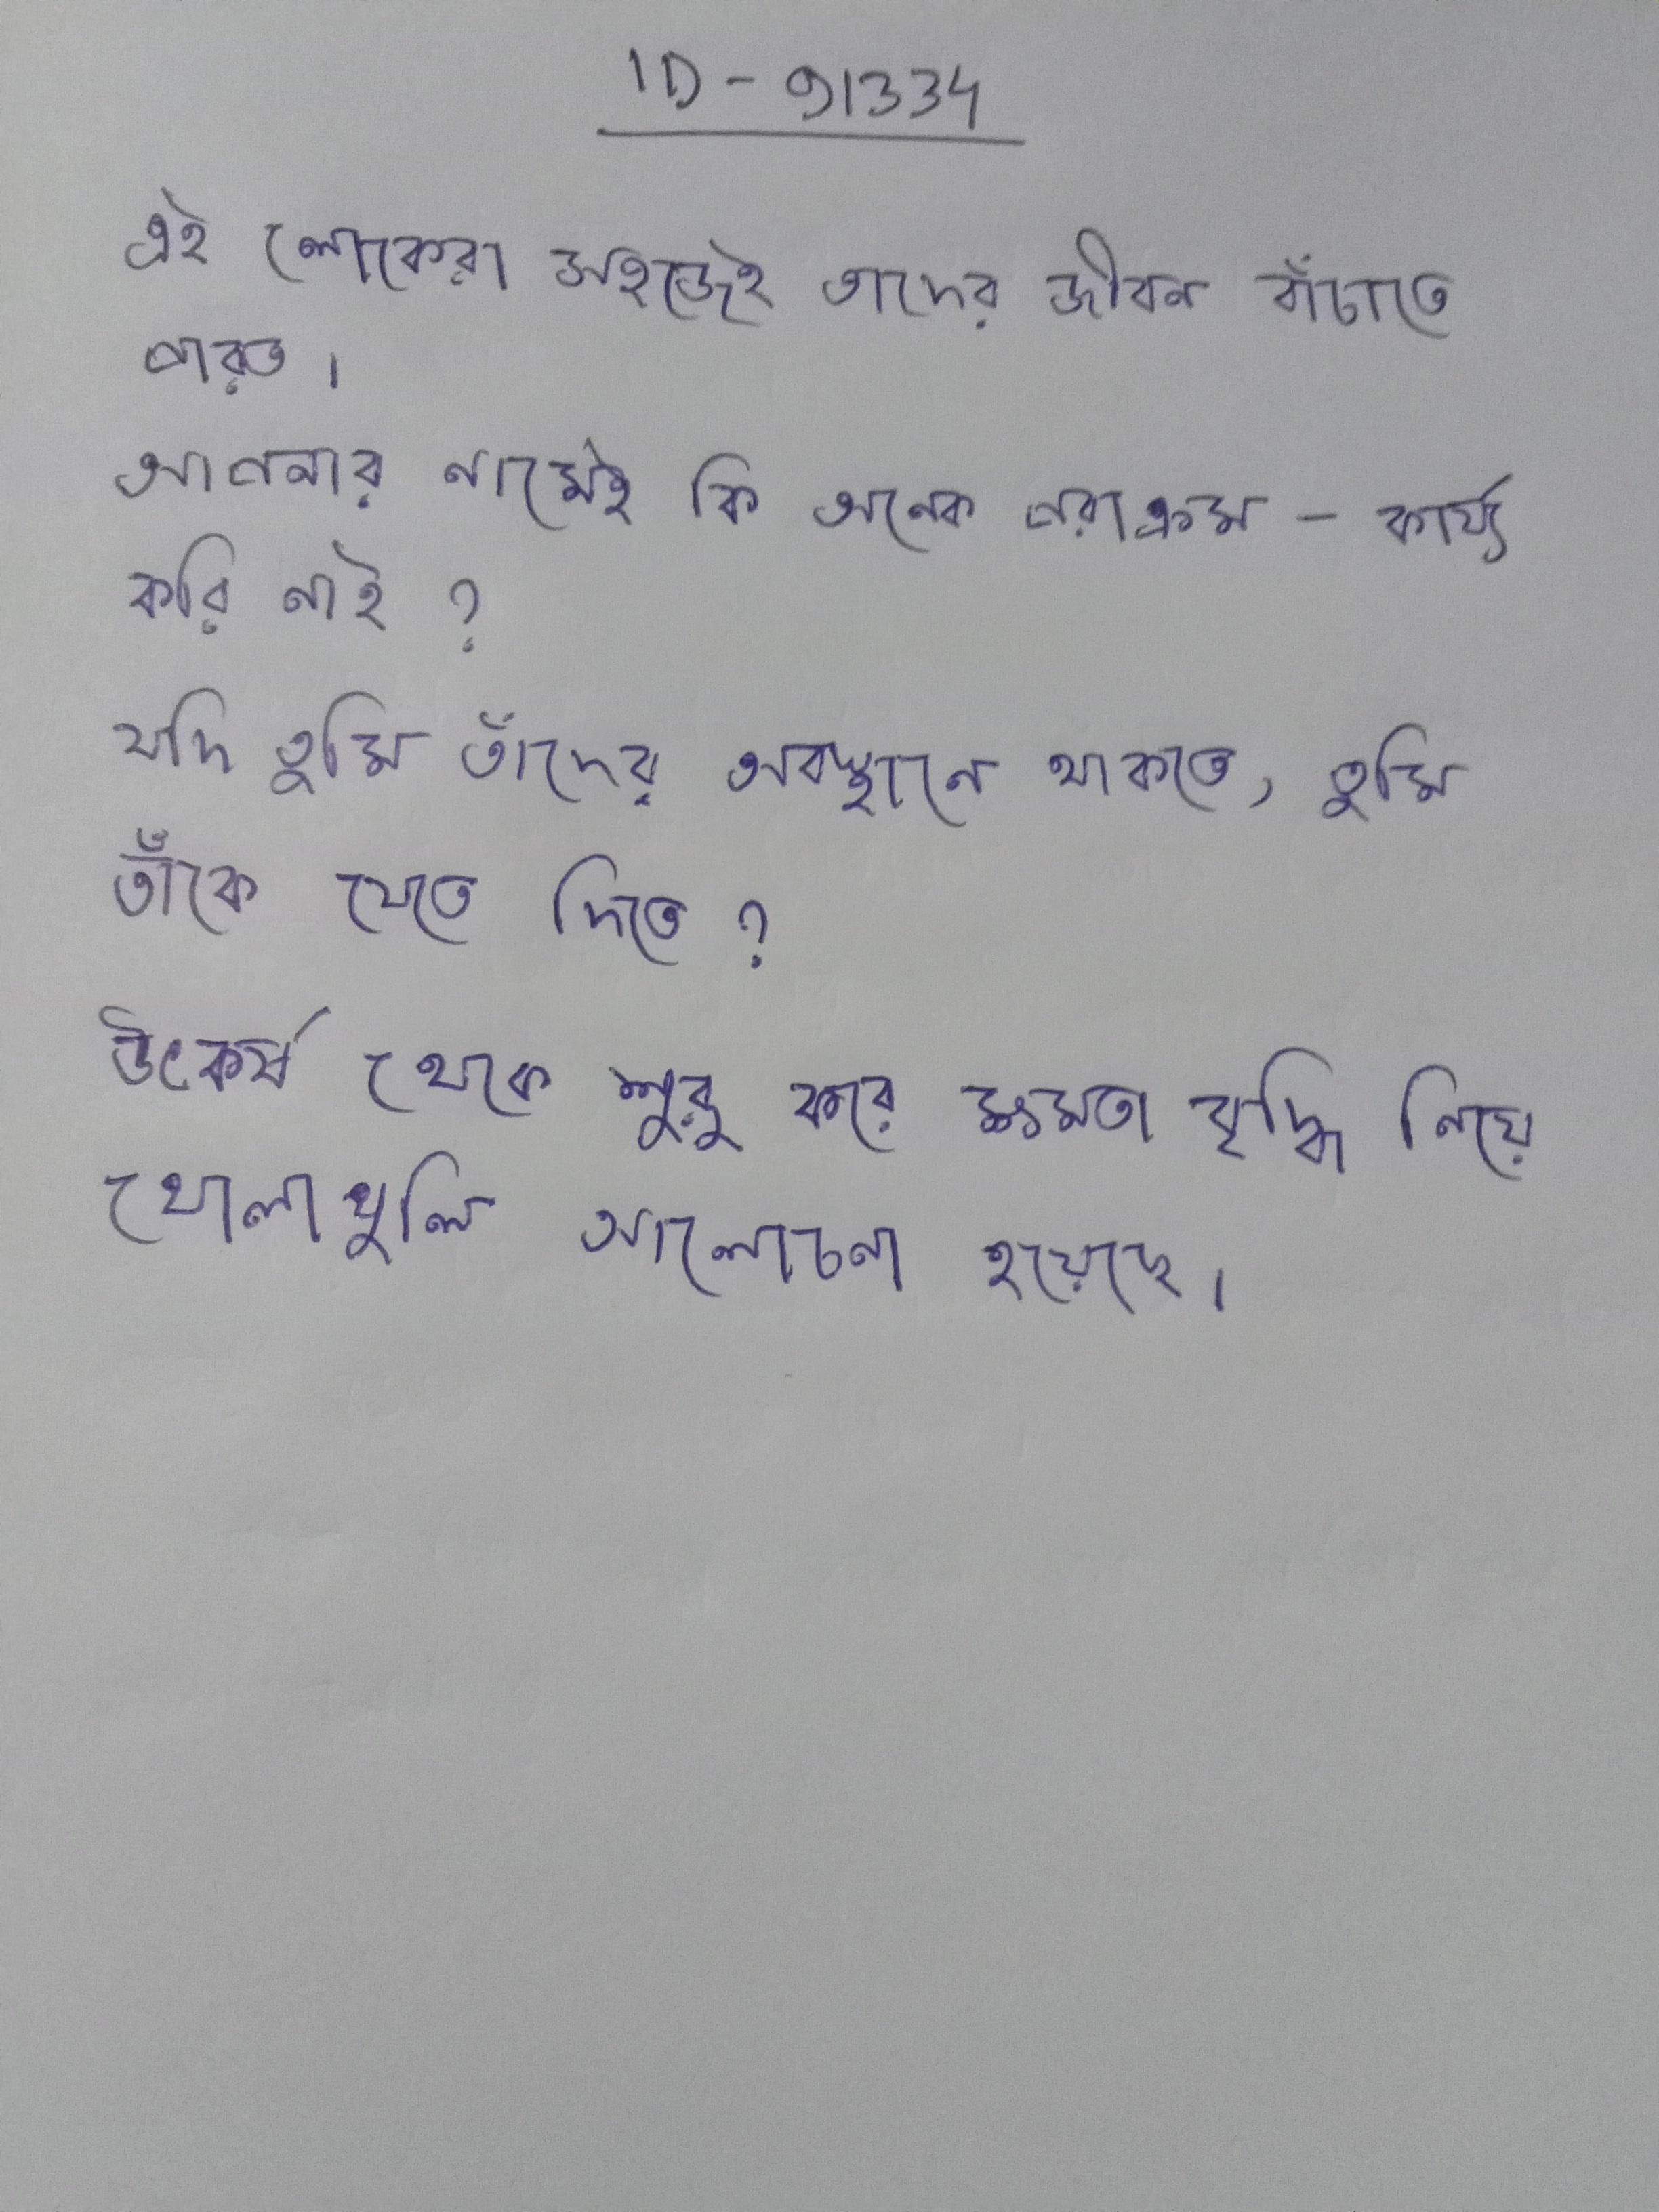 ID - 91334
এই লোকেরা সহজেই তাদের জীবন বাঁচাতে
পারত।
আপনার নামেই কি অনেক পরাক্রম - কার্য্য
করি নাই ?
যদি তুমি তাঁদের অবস্থানে থাকতে, তুমি
তাঁকে যেতে দিতে ?
উৎকর্ষ থেকে শুরু করে ক্ষমতা বৃদ্ধি নিয়ে
খোলাখুলি আলোচনা হয়েছে।